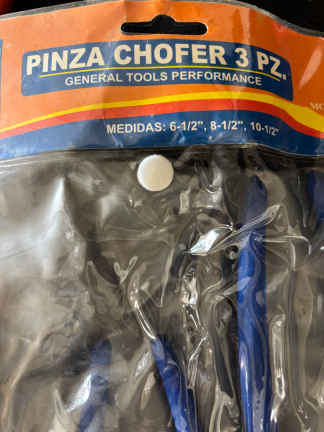 PINZA CHOFER 3 PZ.
GENERAL TOOLS PERFORMANCE
MEDIDAS: 6-1/2", 8-1/2", 10-1/2"